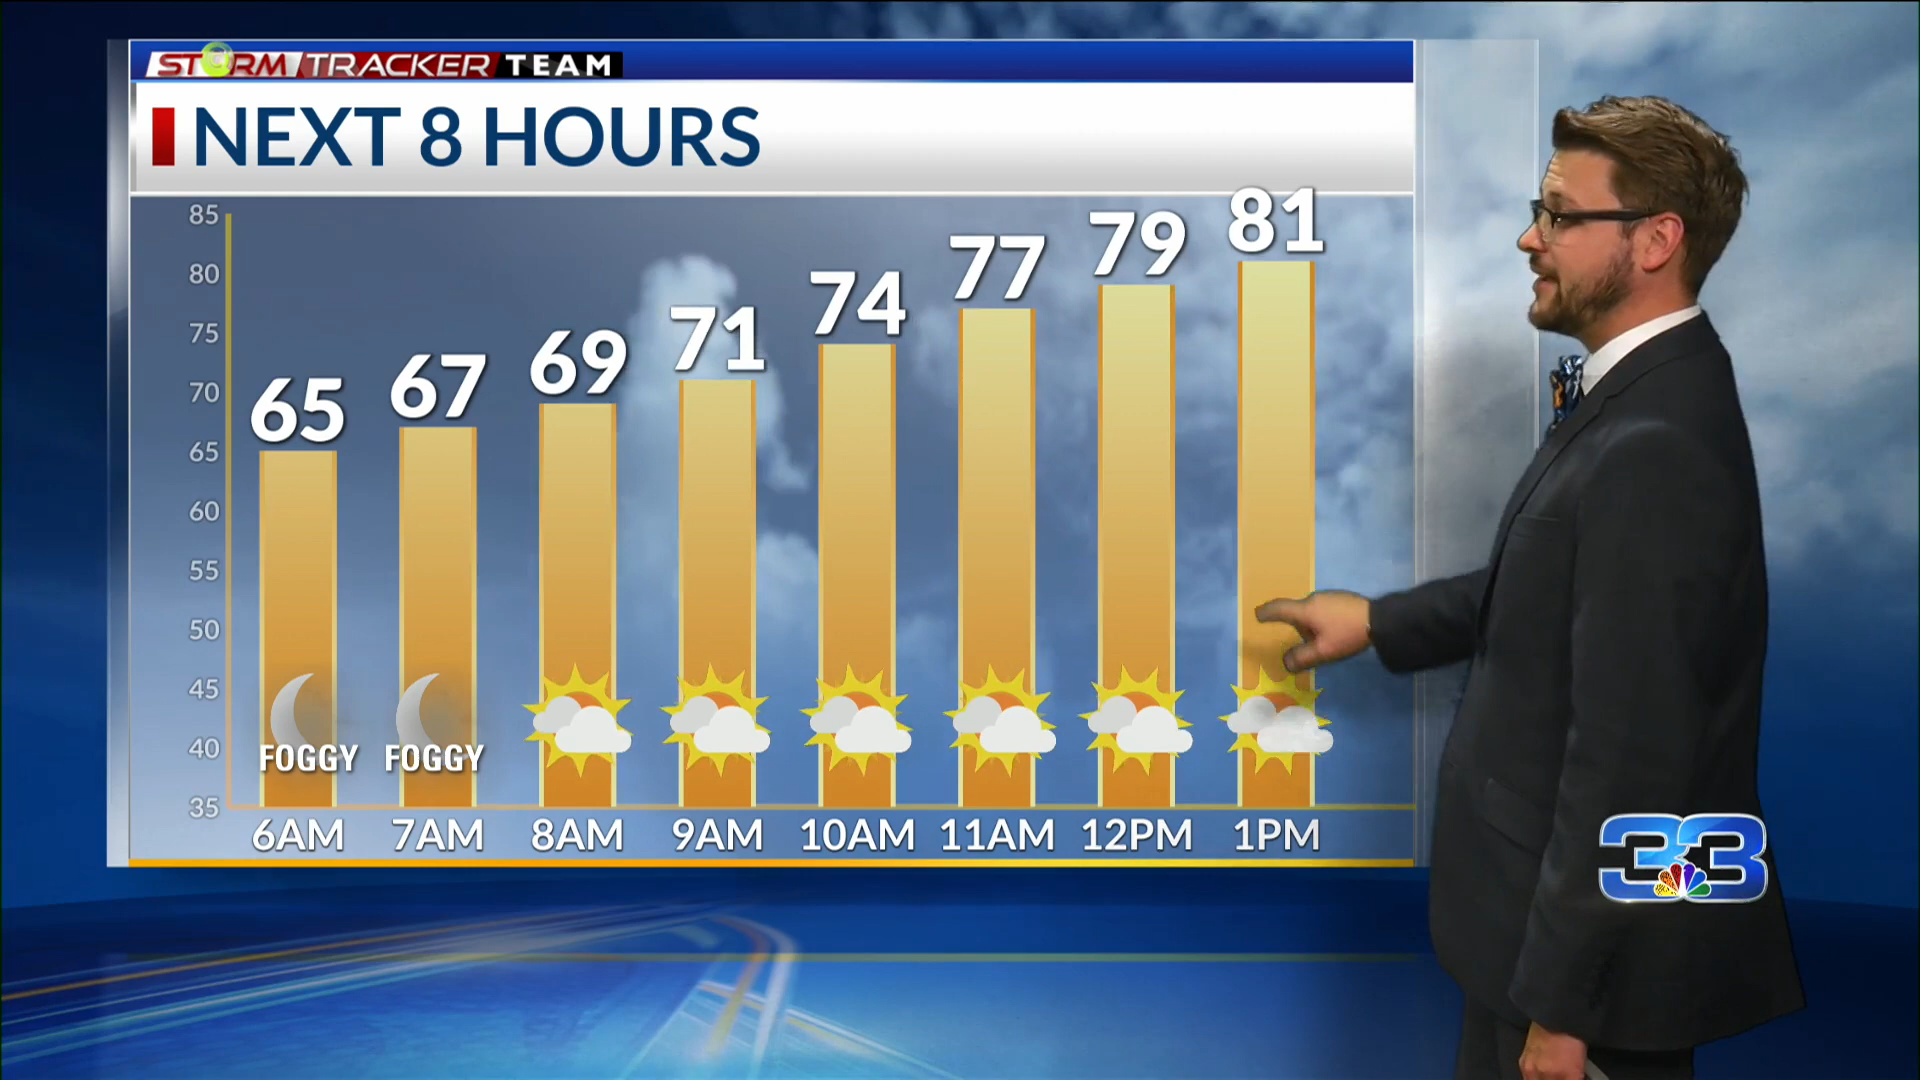 STORM TRACKER TEAM
NEXT 8 HOURS
85
80
75
70
65
60
55
50
45
40
35
65 67 69 71 74 77 79 81
FOGGY FOGGY
6AM 7AM 8AM 9AM 10AM 11AM 12PM 1PM
33